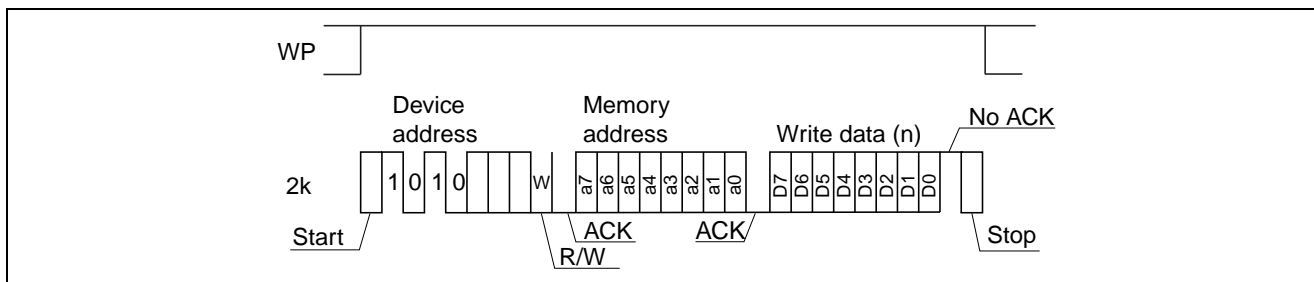 WP
Device address
Memory address
Write data (n)
No ACK
2k
1 0 1 0
W
a7 a6 a5 a4 a3 a2 a1 a0
D7 D6 D5 D4 D3 D2 D1 D0
Start
ACK
R/W
ACK
Stop